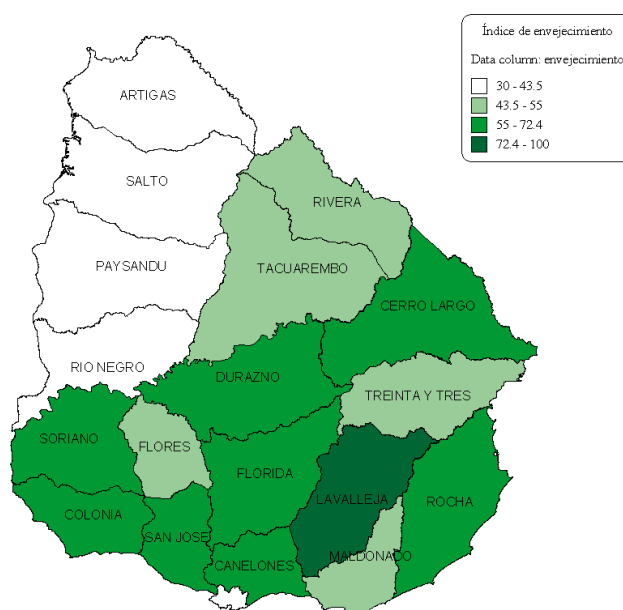 Índice de envejecimiento
Data column: envejecimiento
30 - 43.5
43.5 - 55
55 - 72.4
72.4 - 100
ARTIGAS
SALTO
RIVERA
PAYSANDU
TACUAREMBO
CERRO LARGO
RIO NEGRO
DURAZNO
TREINTA Y TRES
SORIANO
FLORES
FLORIDA
LAVALLEJA
ROCHA
COLONIA
SAN JOSE
CANELONES
MALDONADO